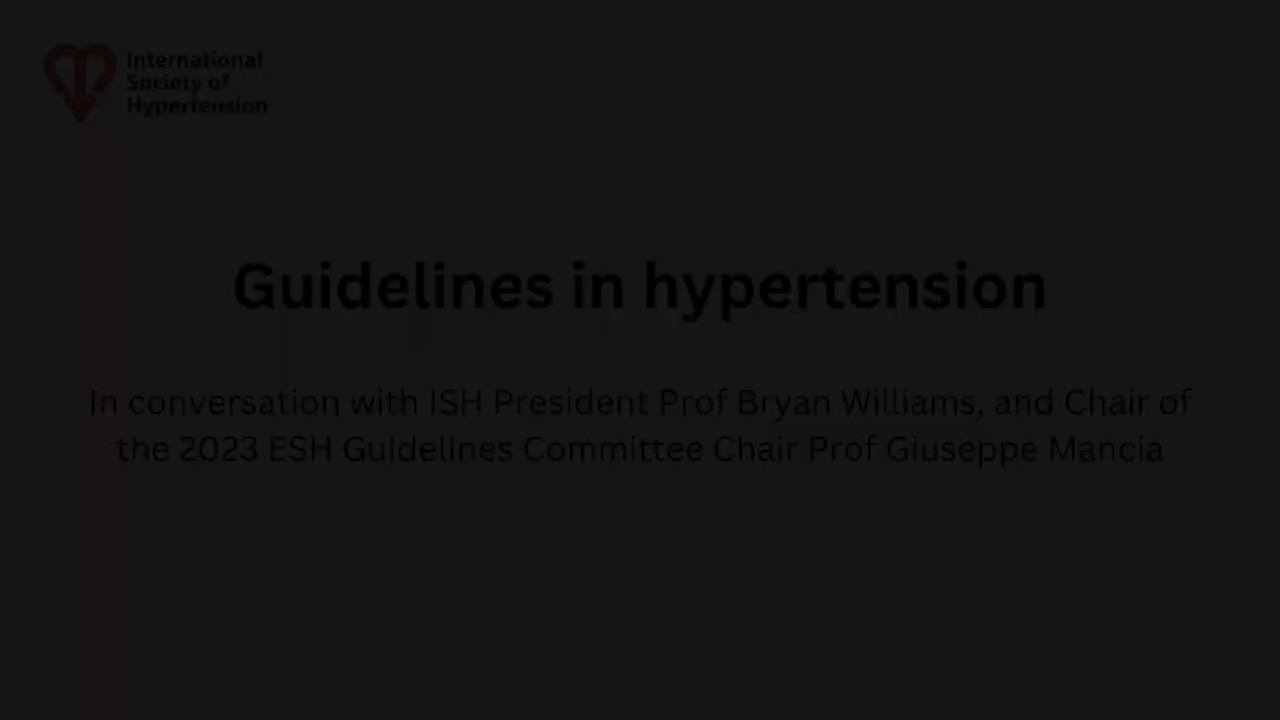 International
Society of
Hypertension
Guidelines in hypertension
In conversation with ISH President Prof Bryan Williams, and Chair of
the 2023 ESH Guidelines Committee Chair Prof Giuseppe Mancia